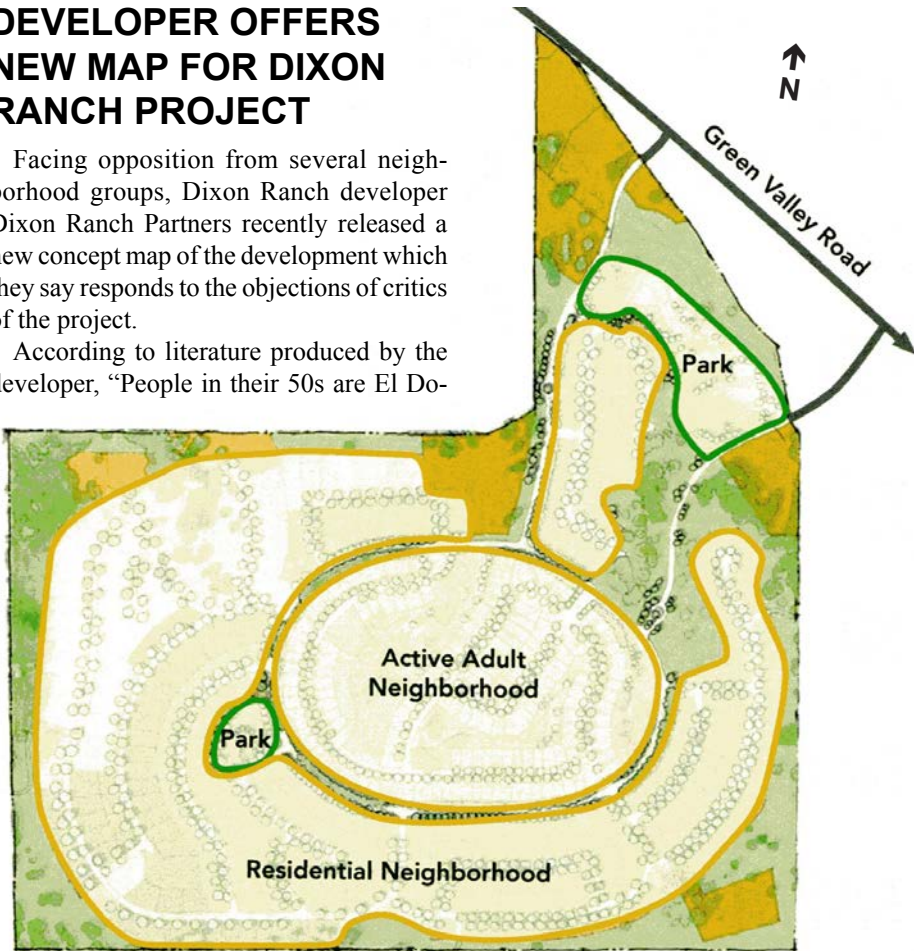 DEVELOPER OFFERS
NEW MAP FOR DIXON
RANCH PROJECT
Facing opposition from several neigh-
borhood groups, Dixon Ranch developer
Dixon Ranch Partners recently released a
new concept map of the development which
they say responds to the objections of critics
of the project.
According to literature produced by the
developer, “People in their 50s are El Do-
N
Green Valley Road
Park
Active Adult
Neighborhood
Park
Residential Neighborhood